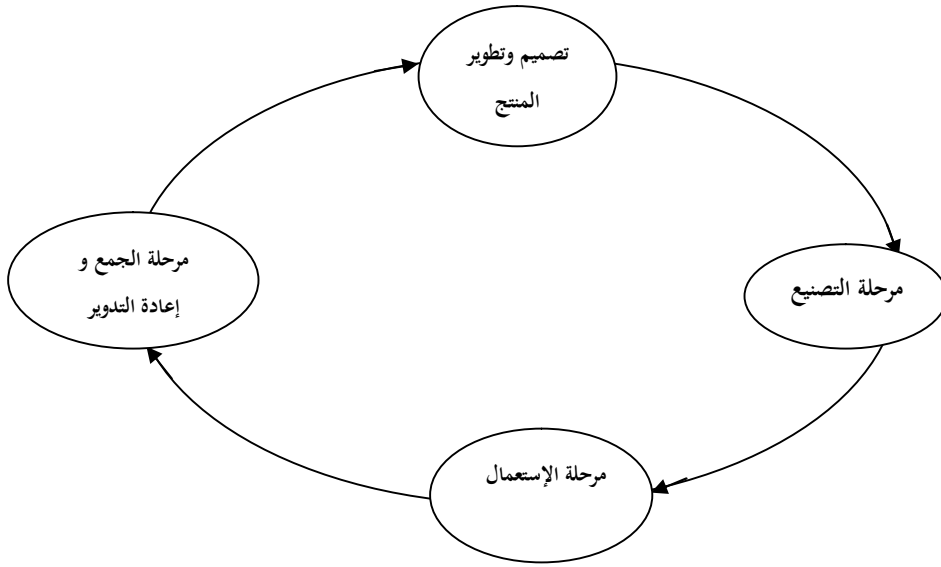 تصميم وتطوير
المنتج
مرحلة التصنيع
مرحلة الإستعمال
مرحلة الجمع و
إعادة التدوير